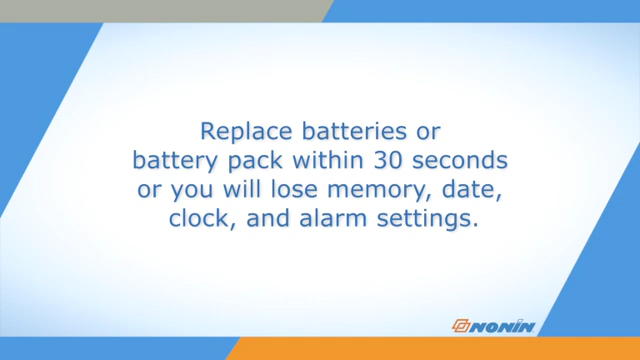 Replace batteries or
battery pack within 30 seconds
or you will lose memory, date,
clock, and alarm settings.
NONIN